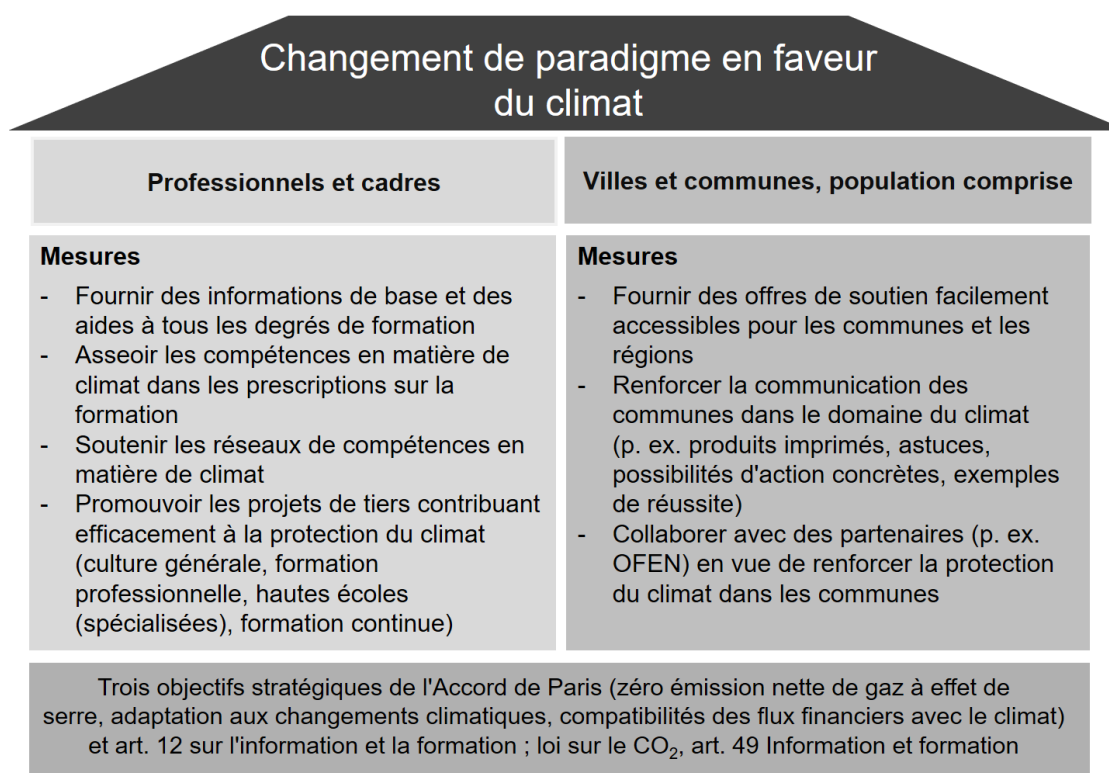 Changement de paradigme en faveur
du climat
Professionnels et cadres
Villes et communes, population comprise
Mesures
- Fournir des informations de base et des
aides à tous les degrés de formation
- Asseoir les compétences en matière de
climat dans les prescriptions sur la
formation
- Soutenir les réseaux de compétences en
matière de climat
- Promouvoir les projets de tiers contribuant
efficacement à la protection du climat
(culture générale, formation
professionnelle, hautes écoles
(spécialisées), formation continue)
Mesures
- Fournir des offres de soutien facilement
accessibles pour les communes et les
régions
- Renforcer la communication des
communes dans le domaine du climat
(p. ex. produits imprimés, astuces,
possibilités d'action concrètes, exemples
de réussite)
- Collaborer avec des partenaires (p. ex.
OFEN) en vue de renforcer la protection
du climat dans les communes
Trois objectifs stratégiques de l'Accord de Paris (zéro émission nette de gaz à effet de
serre, adaptation aux changements climatiques, compatibilités des flux financiers avec le climat)
et art. 12 sur l'information et la formation ; loi sur le CO₂, art. 49 Information et formation